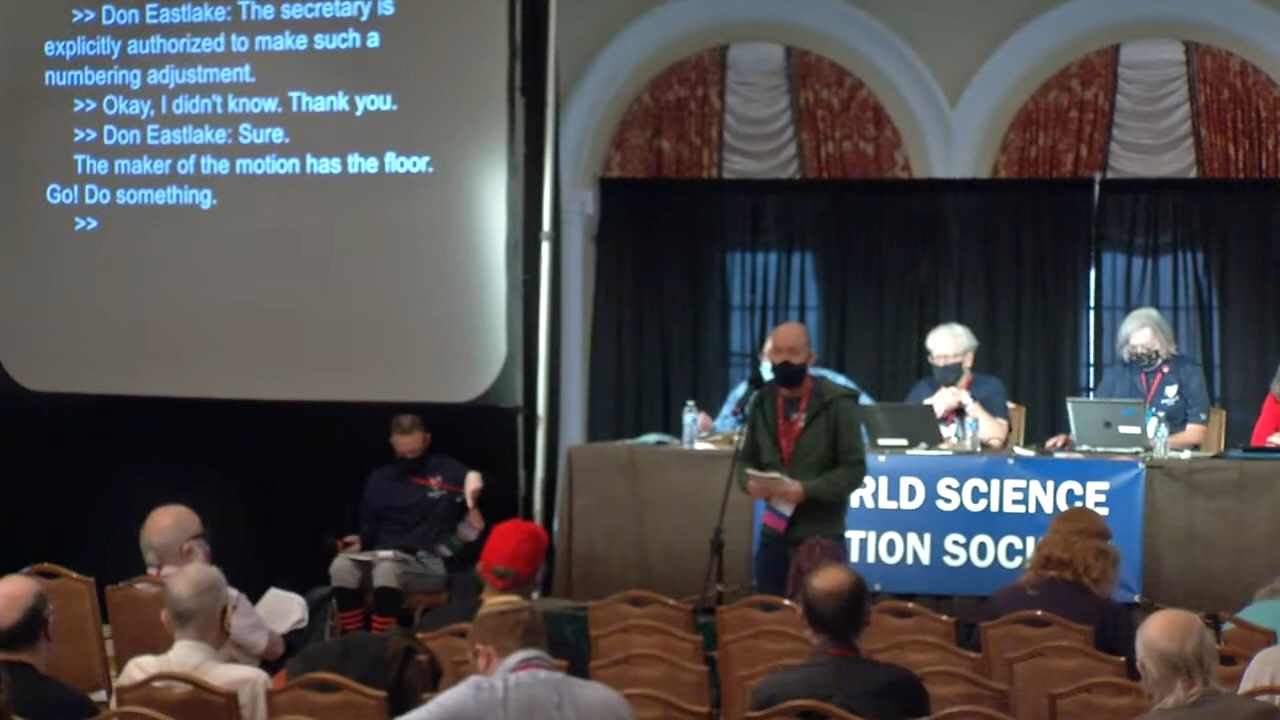 >> Don Eastlake: The secretary is
explicitly authorized to make such a
numbering adjustment.
>> Okay, I didn't know. Thank you.
>> Don Eastlake: Sure.
The maker of the motion has the floor.
Go! Do something.
>>
RLD SCIENCE
TION SOCI